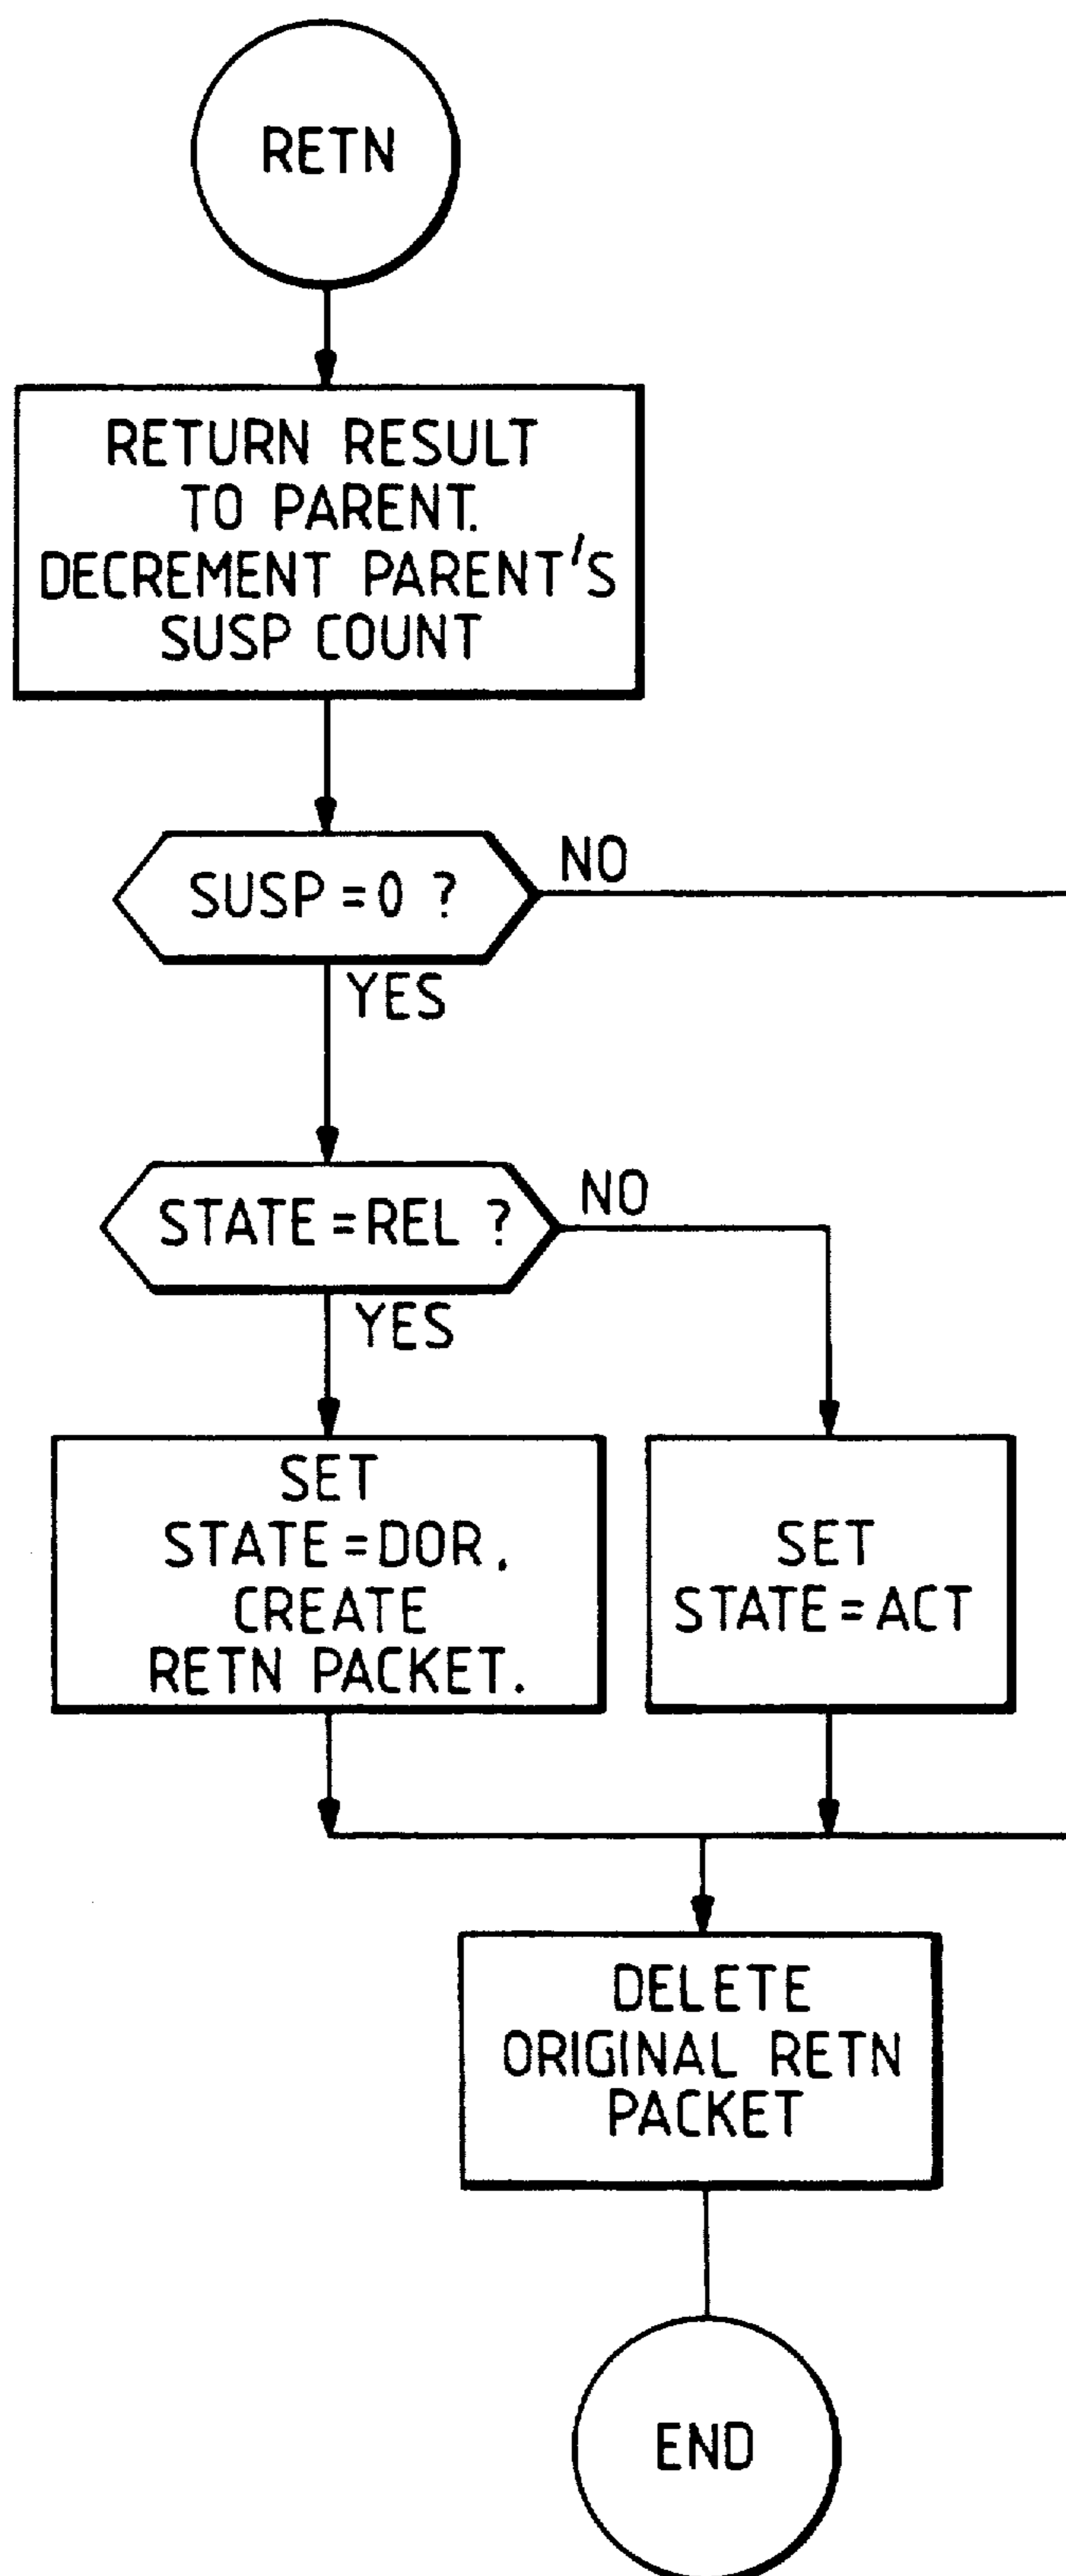 RETN
RETURN RESULT
TO PARENT.
DECREMENT PARENT'S
SUSP COUNT
SUSP = 0 ?
NO
YES
STATE = REL ?
NO
YES
SET
STATE = DOR.
CREATE
RETN PACKET.
SET
STATE = ACT
DELETE
ORIGINAL RETN
PACKET
END